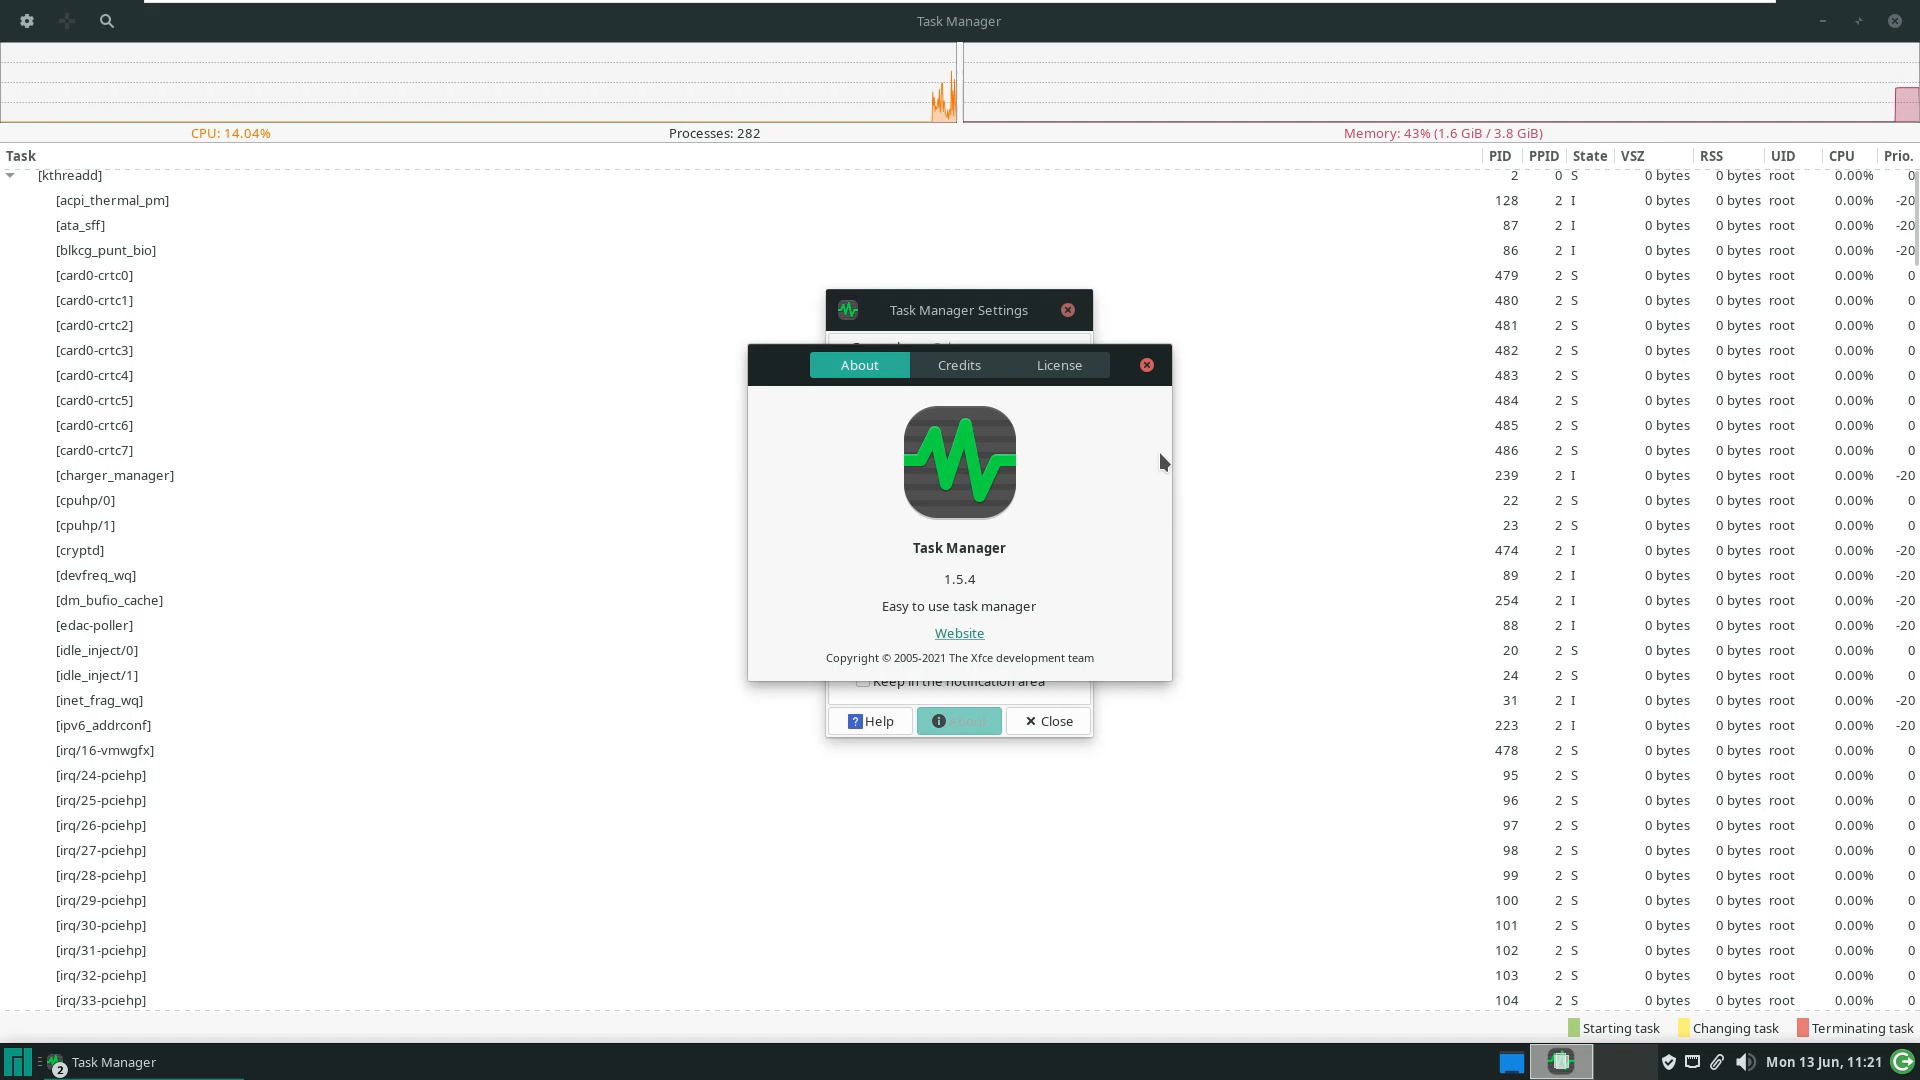 Task Manager
CPU: 14.04% Processes: 282 Memory: 43% (1.6 GiB / 3.8 GiB)
Task PID PPID State VSZ RSS UID CPU Prio.
[kthreadd] 2 0 S 0 bytes 0 bytes root 0.00% 0
[acpi_thermal_pm] 128 2 I 0 bytes 0 bytes root 0.00% -20
[ata_sff] 87 2 I 0 bytes 0 bytes root 0.00% -20
[blkcg_punt_bio] 86 2 I 0 bytes 0 bytes root 0.00% -20
[card0-crtc0] 479 2 S 0 bytes 0 bytes root 0.00% 0
[card0-crtc1] 480 2 S 0 bytes 0 bytes root 0.00% 0
[card0-crtc2] 481 2 S 0 bytes 0 bytes root 0.00% 0
[card0-crtc3] 482 2 S 0 bytes 0 bytes root 0.00% 0
[card0-crtc4] 483 2 S 0 bytes 0 bytes root 0.00% 0
[card0-crtc5] 484 2 S 0 bytes 0 bytes root 0.00% 0
[card0-crtc6] 485 2 S 0 bytes 0 bytes root 0.00% 0
[card0-crtc7] 486 2 S 0 bytes 0 bytes root 0.00% 0
[charger_manager] 239 2 I 0 bytes 0 bytes root 0.00% -20
[cpuhp/0] 22 2 S 0 bytes 0 bytes root 0.00% 0
[cpuhp/1] 23 2 S 0 bytes 0 bytes root 0.00% 0
[cryptd] 474 2 I 0 bytes 0 bytes root 0.00% -20
[devfreq_wq] 89 2 I 0 bytes 0 bytes root 0.00% -20
[dm_bufio_cache] 254 2 I 0 bytes 0 bytes root 0.00% -20
[edac-poller] 88 2 I 0 bytes 0 bytes root 0.00% -20
[idle_inject/0] 20 2 S 0 bytes 0 bytes root 0.00% 0
[idle_inject/1] 24 2 S 0 bytes 0 bytes root 0.00% 0
[inet_frag_wq] 31 2 I 0 bytes 0 bytes root 0.00% -20
[ipv6_addrconf] 223 2 I 0 bytes 0 bytes root 0.00% -20
[irq/16-vmwgfx] 478 2 S 0 bytes 0 bytes root 0.00% 0
[irq/24-pciehp] 95 2 S 0 bytes 0 bytes root 0.00% 0
[irq/25-pciehp] 96 2 S 0 bytes 0 bytes root 0.00% 0
[irq/26-pciehp] 97 2 S 0 bytes 0 bytes root 0.00% 0
[irq/27-pciehp] 98 2 S 0 bytes 0 bytes root 0.00% 0
[irq/28-pciehp] 99 2 S 0 bytes 0 bytes root 0.00% 0
[irq/29-pciehp] 100 2 S 0 bytes 0 bytes root 0.00% 0
[irq/30-pciehp] 101 2 S 0 bytes 0 bytes root 0.00% 0
[irq/31-pciehp] 102 2 S 0 bytes 0 bytes root 0.00% 0
[irq/32-pciehp] 103 2 S 0 bytes 0 bytes root 0.00% 0
[irq/33-pciehp] 104 2 S 0 bytes 0 bytes root 0.00% 0
Task Manager Settings
About Credits License
Task Manager
1.5.4
Easy to use task manager
Website
Copyright © 2005-2021 The Xfce development team
Keep in the notification area
Help About Close
Starting task Changing task Terminating task
2 Task Manager Mon 13 Jun, 11:21